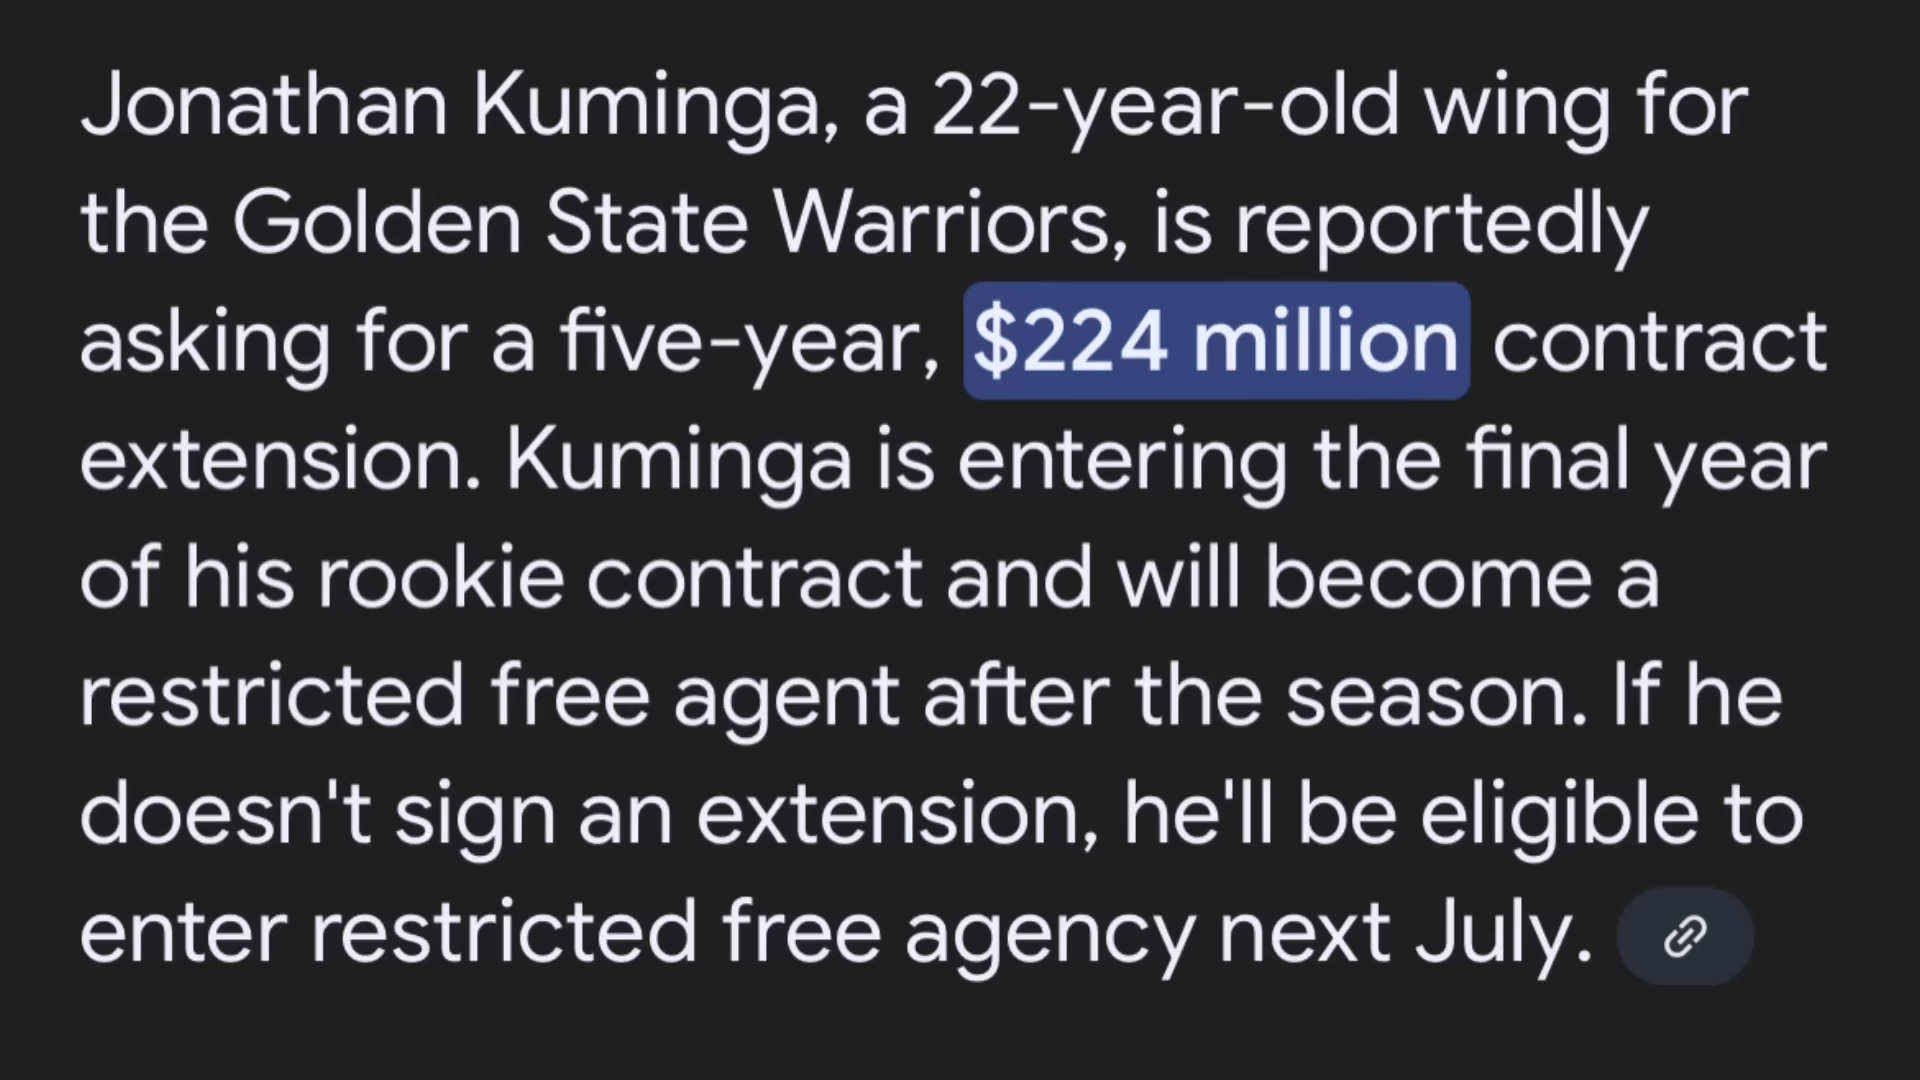 Jonathan Kuminga, a 22-year-old wing for
the Golden State Warriors, is reportedly
asking for a five-year, $224 million contract
extension. Kuminga is entering the final year
of his rookie contract and will become a
restricted free agent after the season. If he
doesn't sign an extension, he'll be eligible to
enter restricted free agency next July.